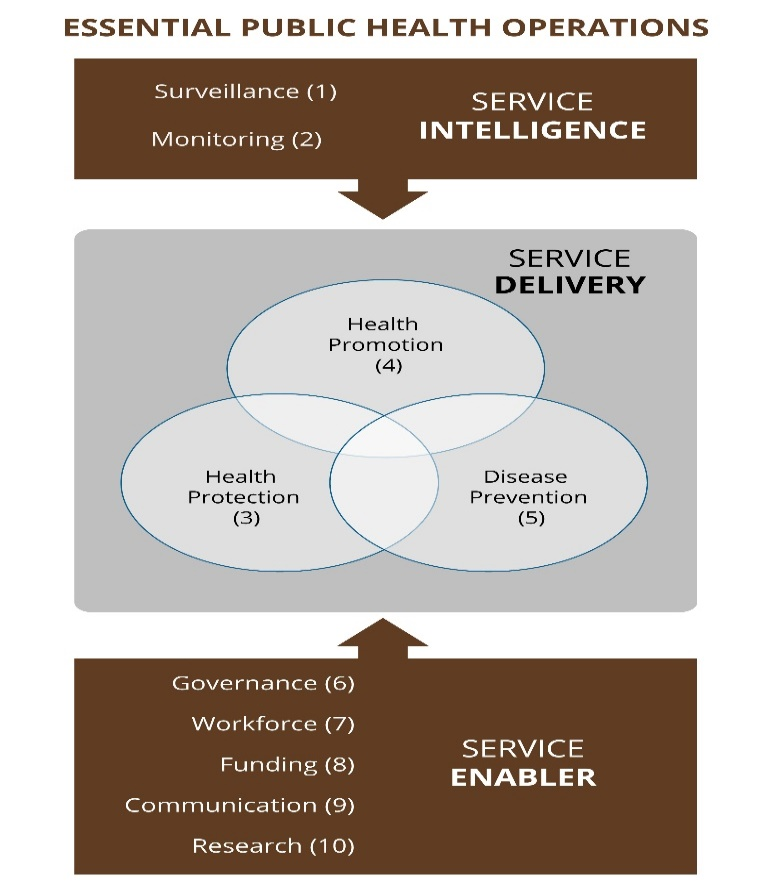 ESSENTIAL PUBLIC HEALTH OPERATIONS
Surveillance (1)
Monitoring (2)
SERVICE
INTELLIGENCE
SERVICE
DELIVERY
Health
Promotion
(4)
Health
Protection
(3)
Disease
Prevention
(5)
Governance (6)
Workforce (7)
Funding (8)
Communication (9)
Research (10)
SERVICE
ENABLER